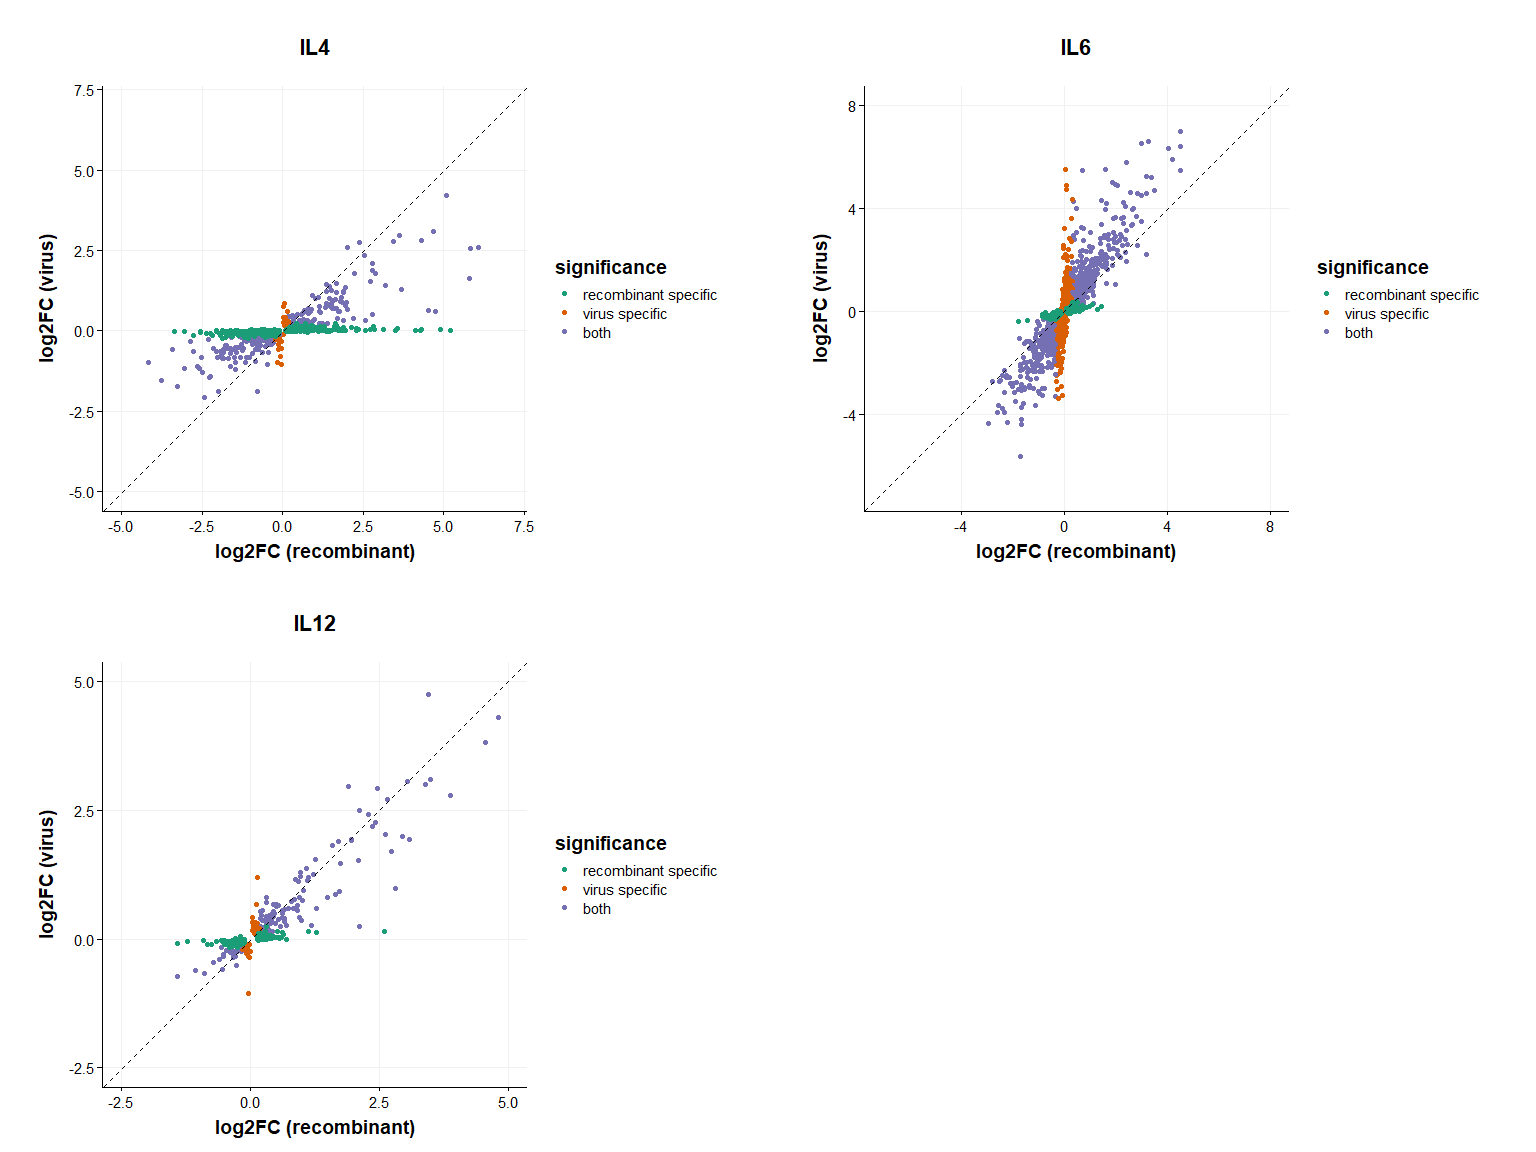 IL4
log2FC (virus)
7.5
5.0
2.5
0.0
-2.5
-5.0
-5.0 -2.5 0.0 2.5 5.0 7.5
log2FC (recombinant)
significance
recombinant specific
virus specific
both
IL6
log2FC (virus)
8
4
0
-4
-4 0 4 8
log2FC (recombinant)
significance
recombinant specific
virus specific
both
IL12
log2FC (virus)
5.0
2.5
0.0
-2.5
-2.5 0.0 2.5 5.0
log2FC (recombinant)
significance
recombinant specific
virus specific
both